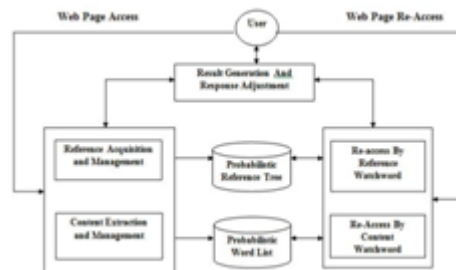 Web Page Access
Web Page Re-Access
User
Result Generation And
Response Adjustment
Reference Acquisition
and Management
Probabilistic
Reference Tree
Re-access By
Reference
Watchword
Content Extraction
and Management
Probabilistic
Word List
Re-Access By
Content
Watchword